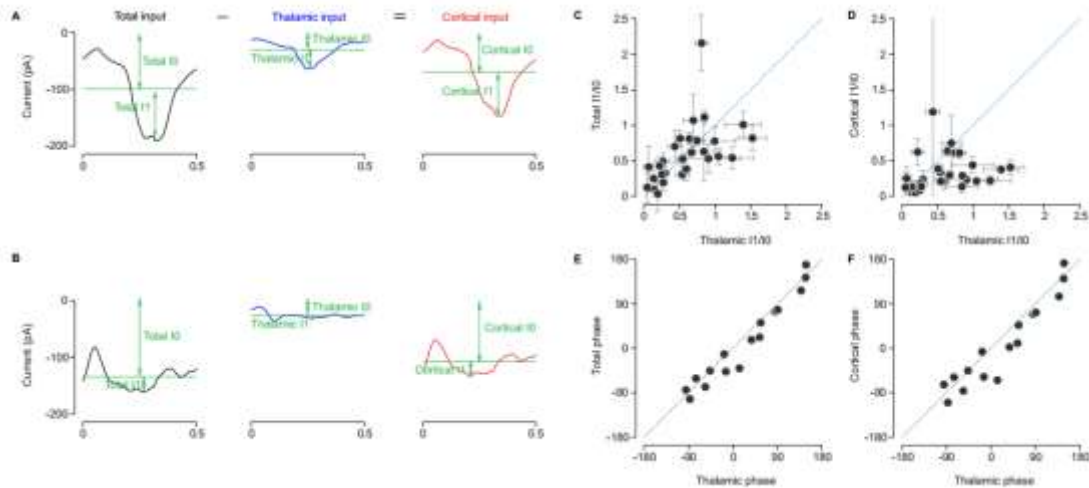 A
Total input
–
Thalamic input
=
Cortical input
Current (pA)
0
-100
-200
Total I0
Total I1
Thalamic I0
Thalamic I1
Cortical I0
Cortical I1
0
0.5
0
0.5
0
0.5
B
Current (pA)
0
-100
-200
Total I0
Total I1
Thalamic I0
Thalamic I1
Cortical I0
Cortical I1
0
0.5
0
0.5
0
0.5
C
Total I1/I0
2.5
2
1.5
1
0.5
0
0
0.5
1
1.5
2
2.5
Thalamic I1/I0
D
Cortical I1/I0
2.5
2
1.5
1
0.5
0
0
0.5
1
1.5
2
2.5
Thalamic I1/I0
E
Total phase
180
90
0
-90
-180
-180
-90
0
90
180
Thalamic phase
F
Cortical phase
180
90
0
-90
-180
-180
-90
0
90
180
Thalamic phase